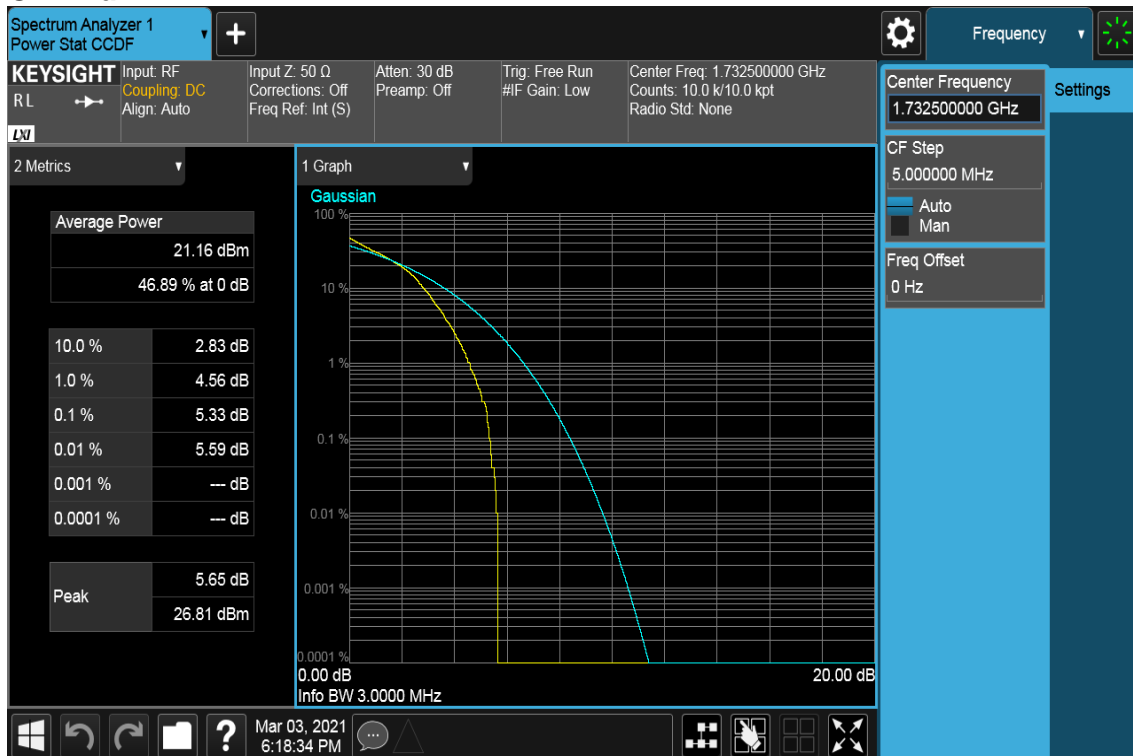 Spectrum Analyzer 1
Power Stat CCDF
Frequency
KEYSIGHT
RL
LXI
Input: RF
Coupling: DC
Align: Auto
Input Z: 50 Ω
Corrections: Off
Freq Ref: Int (S)
Atten: 30 dB
Preamp: Off
Trig: Free Run
#IF Gain: Low
Center Freq: 1.732500000 GHz
Counts: 10.0 k/10.0 kpt
Radio Std: None
Center Frequency
1.732500000 GHz
Settings
CF Step
5.000000 MHz
Auto
Man
Freq Offset
0 Hz
2 Metrics
Average Power
21.16 dBm
46.89 % at 0 dB
10.0 % 2.83 dB
1.0 % 4.56 dB
0.1 % 5.33 dB
0.01 % 5.59 dB
0.001 % --- dB
0.0001 % --- dB
Peak
5.65 dB
26.81 dBm
1 Graph
Gaussian
100 %
10 %
1 %
0.1 %
0.01 %
0.001 %
0.0001 %
0.00 dB 20.00 dB
Info BW 3.0000 MHz
?
Mar 03, 2021
6:18:34 PM